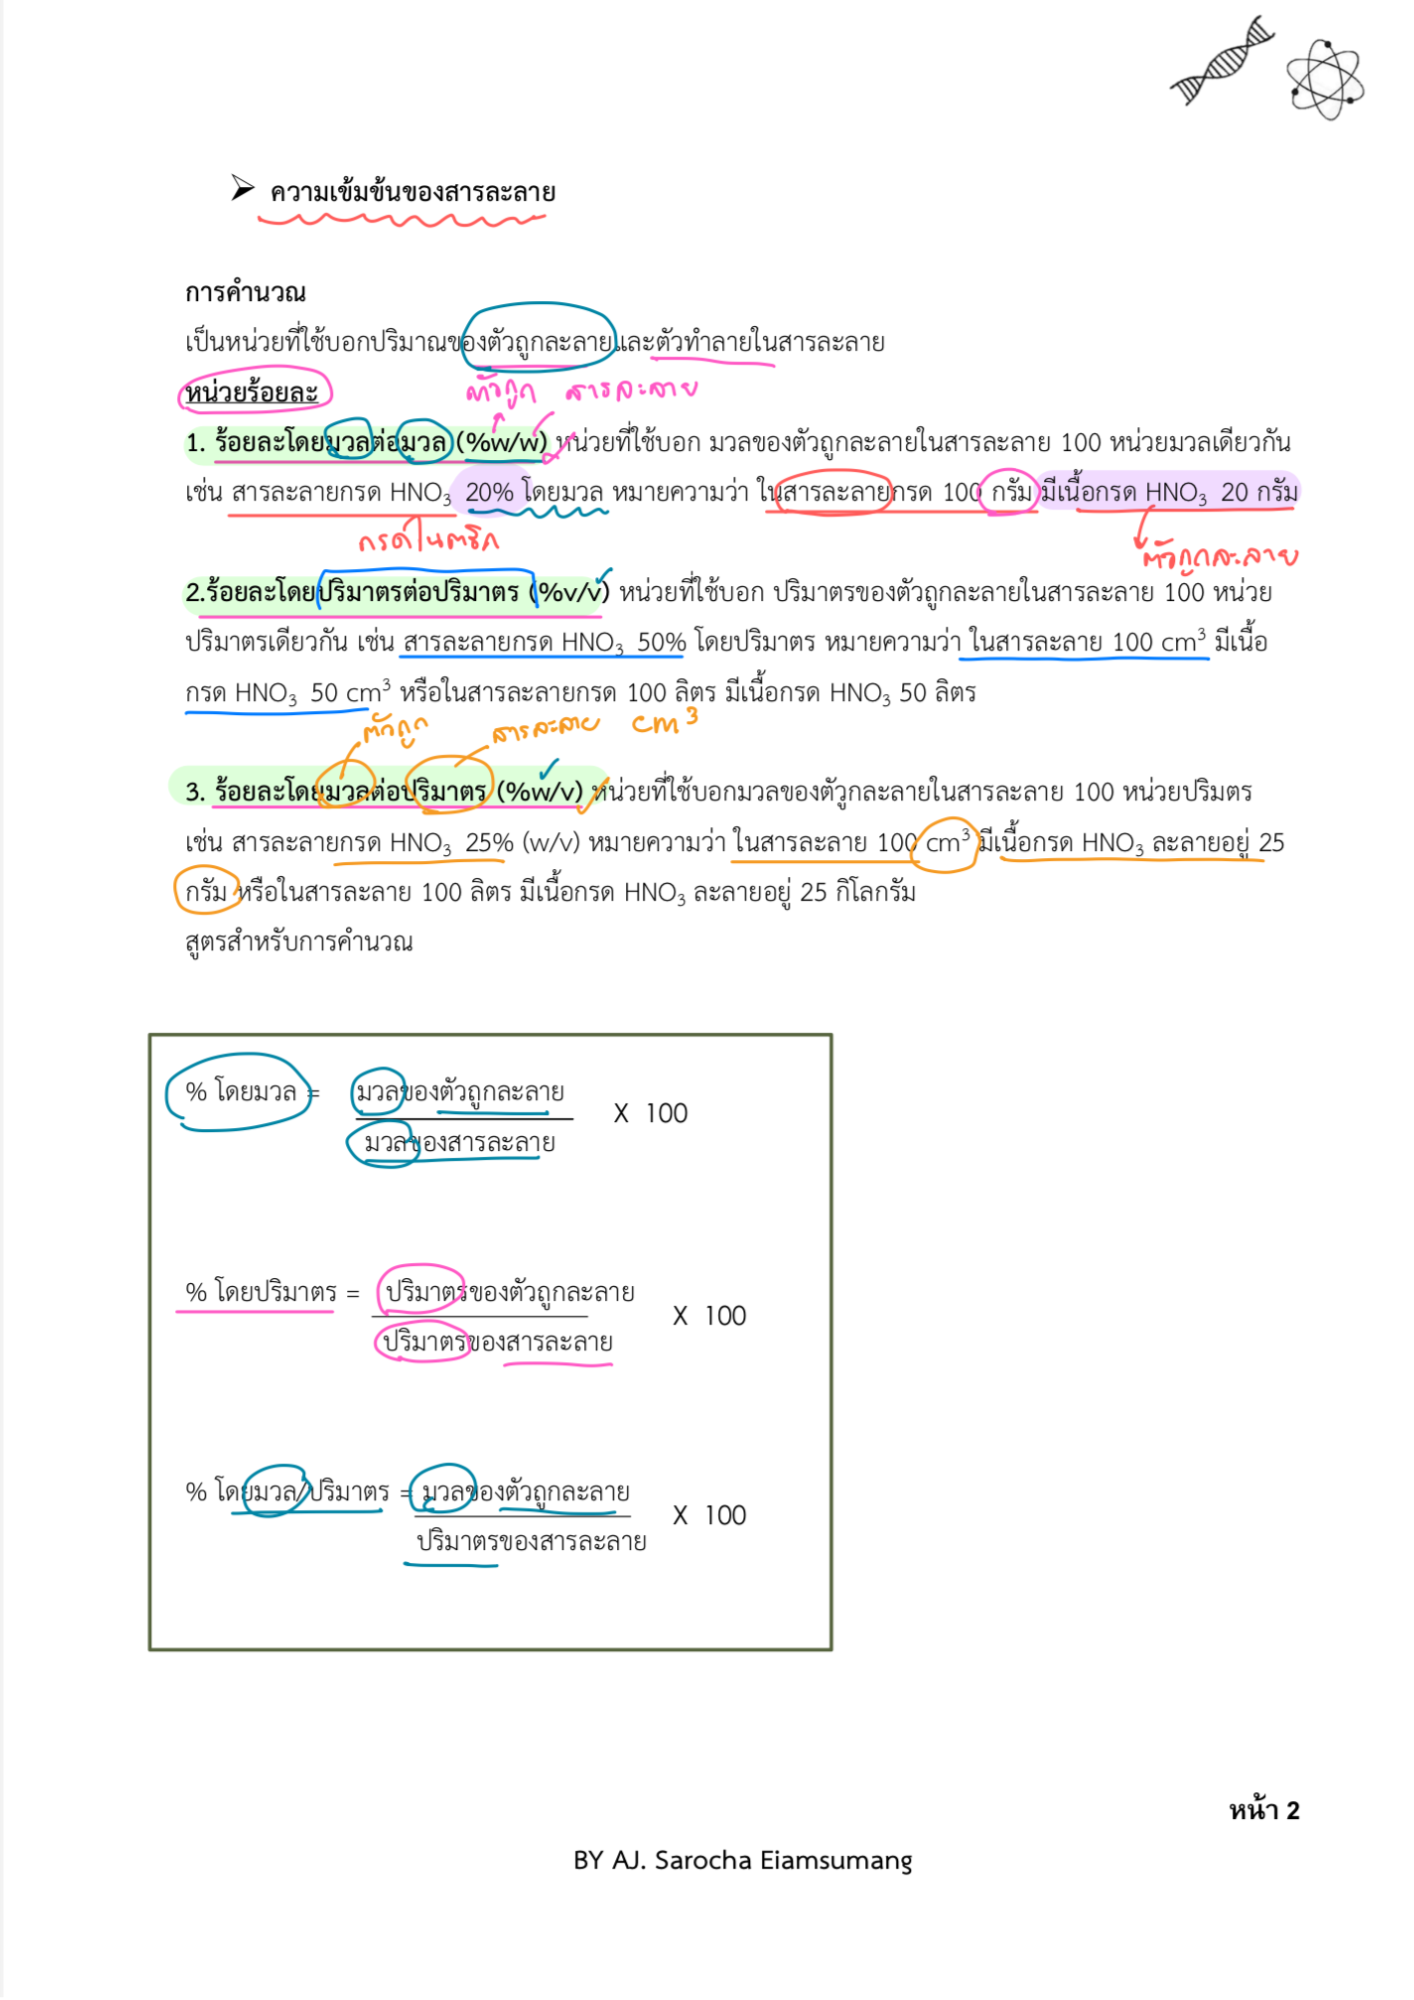 ➢ ความเข้มข้นของสารละลาย
การคำนวณ
เป็นหน่วยที่ใช้บอกปริมาณของตัวถูกละลายและตัวทำลายในสารละลาย
หน่วยร้อยละ
ตัวถูก สารละลาย
1. ร้อยละโดยมวลต่อมวล (%w/w) หน่วยที่ใช้บอก มวลของตัวถูกละลายในสารละลาย 100 หน่วยมวลเดียวกัน
เช่น สารละลายกรด HNO₃ 20% โดยมวล หมายความว่า ในสารละลายกรด 100 กรัม มีเนื้อกรด HNO₃ 20 กรัม
กรดไนตริก
ตัวถูกละลาย
2.ร้อยละโดยปริมาตรต่อปริมาตร (%v/v) หน่วยที่ใช้บอก ปริมาตรของตัวถูกละลายในสารละลาย 100 หน่วย
ปริมาตรเดียวกัน เช่น สารละลายกรด HNO₃ 50% โดยปริมาตร หมายความว่า ในสารละลาย 100 cm³ มีเนื้อ
กรด HNO₃ 50 cm³ หรือในสารละลายกรด 100 ลิตร มีเนื้อกรด HNO₃ 50 ลิตร
ตัวถูก สารละลาย cm³
3. ร้อยละโดยมวลต่อปริมาตร (%w/v) หน่วยที่ใช้บอกมวลของตัวูกละลายในสารละลาย 100 หน่วยปริมตร
เช่น สารละลายกรด HNO₃ 25% (w/v) หมายความว่า ในสารละลาย 100 cm³ มีเนื้อกรด HNO₃ ละลายอยู่ 25
กรัม หรือในสารละลาย 100 ลิตร มีเนื้อกรด HNO₃ ละลายอยู่ 25 กิโลกรัม
สูตรสำหรับการคำนวณ
% โดยมวล = มวลของตัวถูกละลาย
X 100
มวลของสารละลาย
% โดยปริมาตร = ปริมาตรของตัวถูกละลาย
X 100
ปริมาตรของสารละลาย
% โดยมวล/ปริมาตร = มวลของตัวถูกละลาย
X 100
ปริมาตรของสารละลาย
หน้า 2
BY AJ. Sarocha Eiamsumang